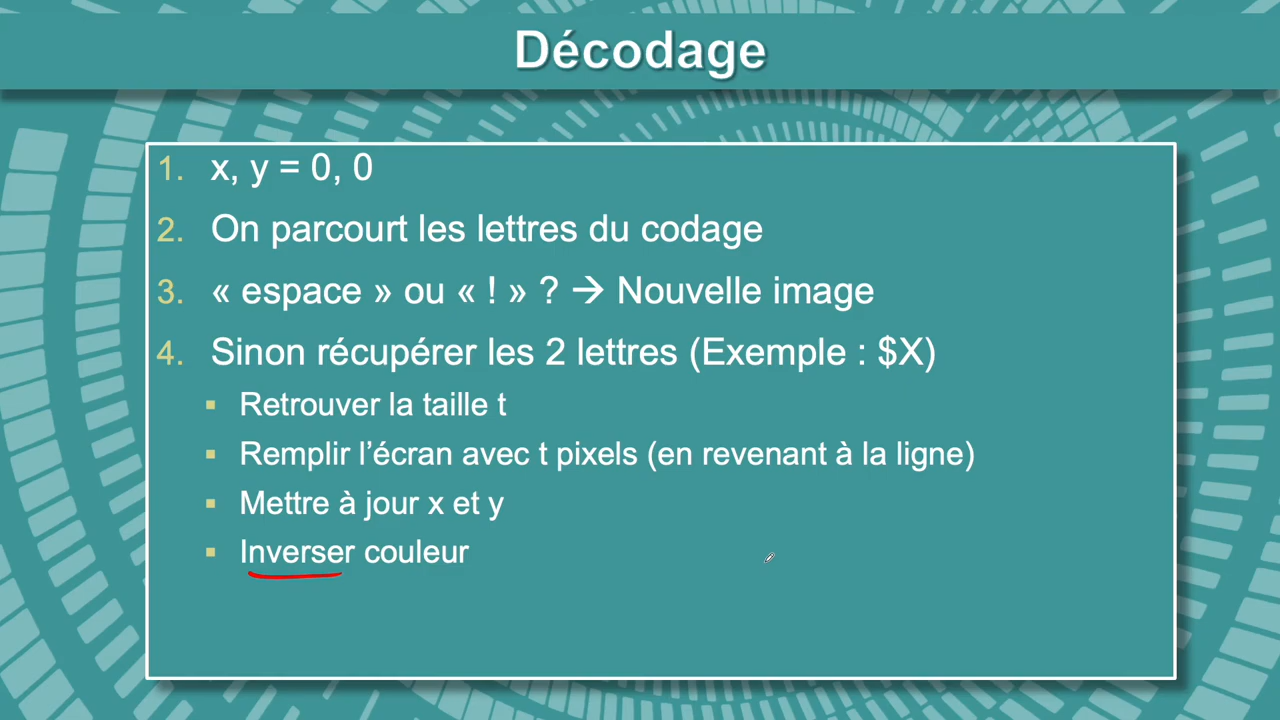 Décodage
1. x, y = 0, 0
2. On parcourt les lettres du codage
3. « espace » ou « ! » ? → Nouvelle image
4. Sinon récupérer les 2 lettres (Exemple : $X)
▪ Retrouver la taille t
▪ Remplir l’écran avec t pixels (en revenant à la ligne)
▪ Mettre à jour x et y
▪ Inverser couleur